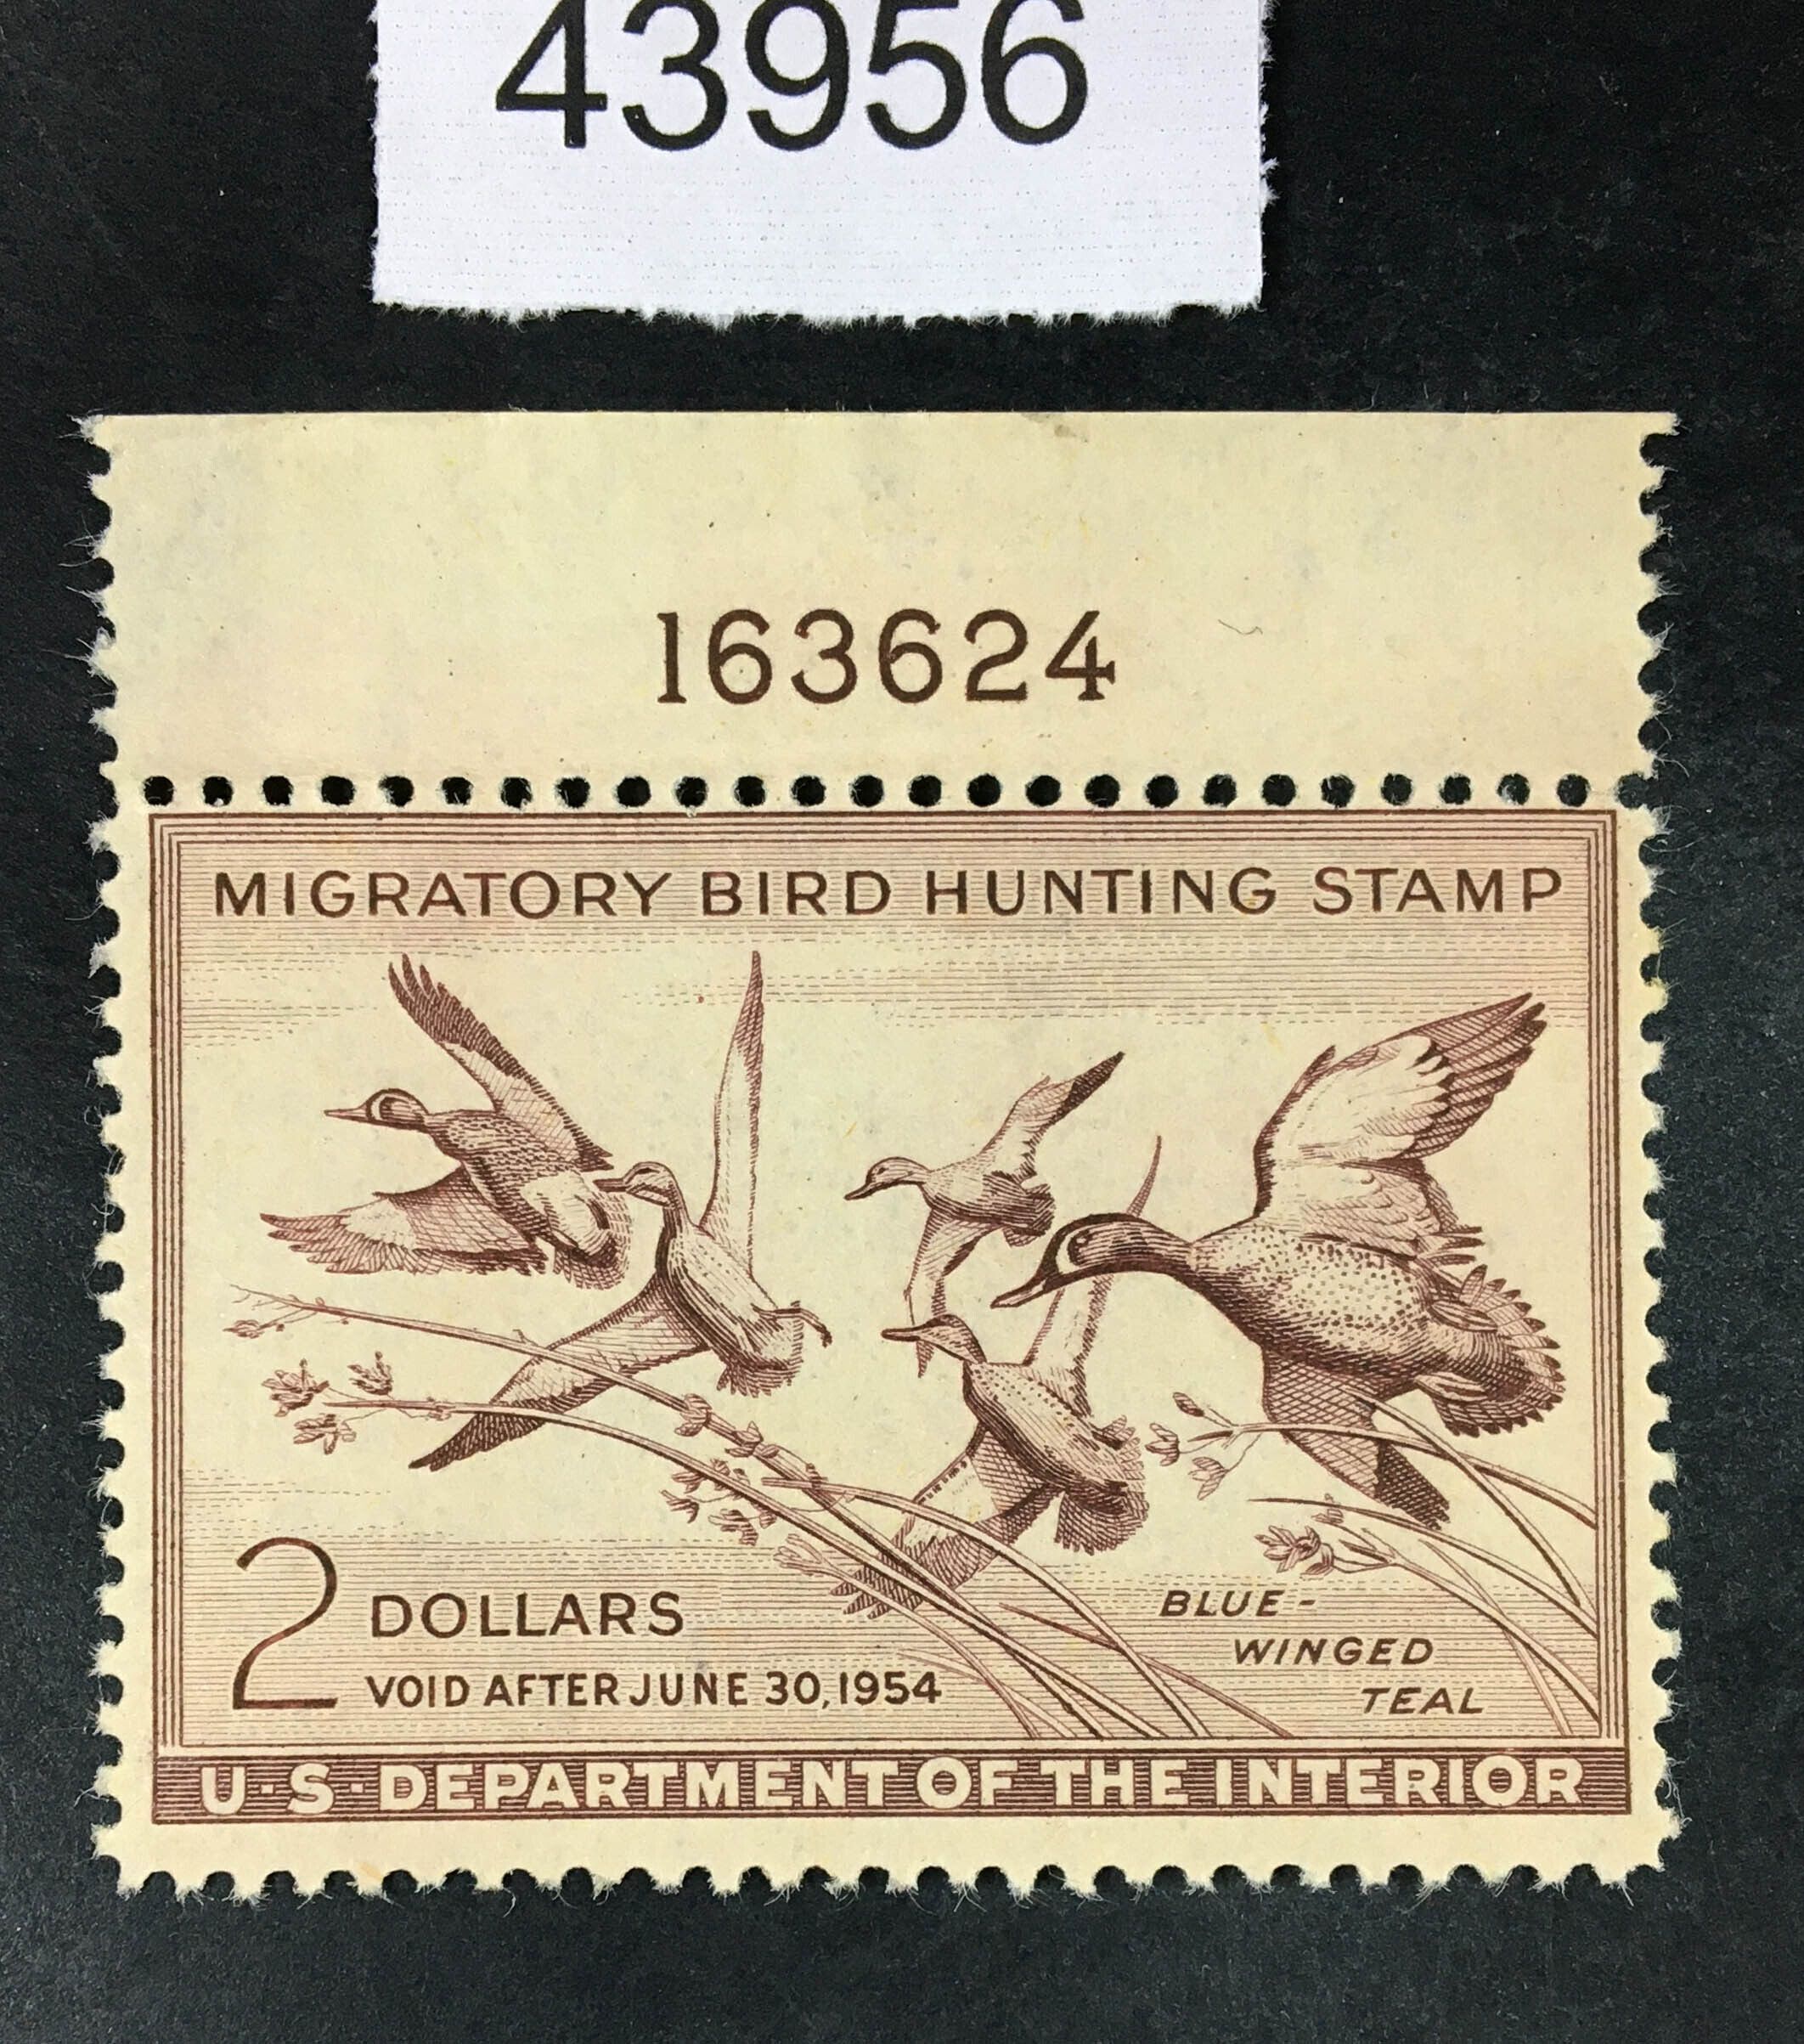 43956
163624
MIGRATORY BIRD HUNTING STAMP
2 DOLLARS
VOID AFTER JUNE 30, 1954
BLUE-
WINGED
TEAL
U·S·DEPARTMENT OF THE INTERIOR